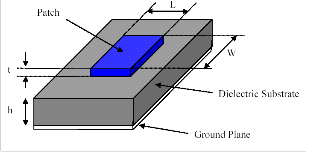 L
Patch
W
t
Dielectric Substrate
h
Ground Plane